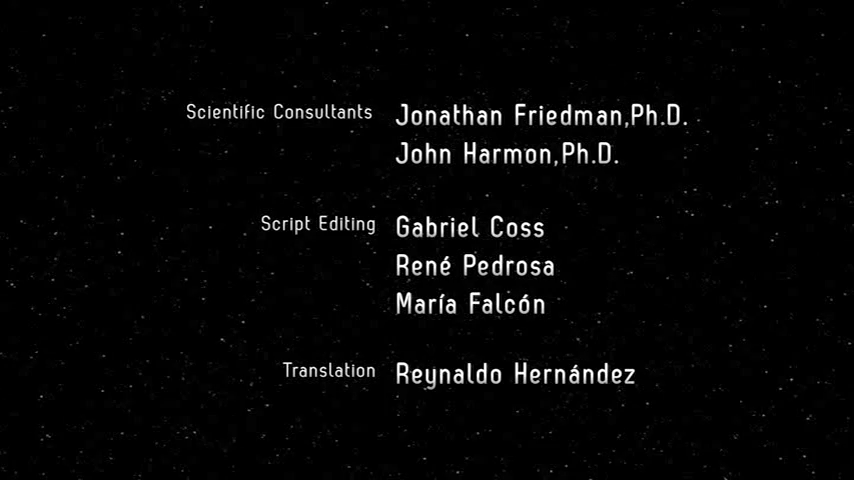 Scientific Consultants Jonathan Friedman,Ph.D.
John Harmon,Ph.D.
Script Editing Gabriel Coss
René Pedrosa
María Falcón
Translation Reynaldo Hernández